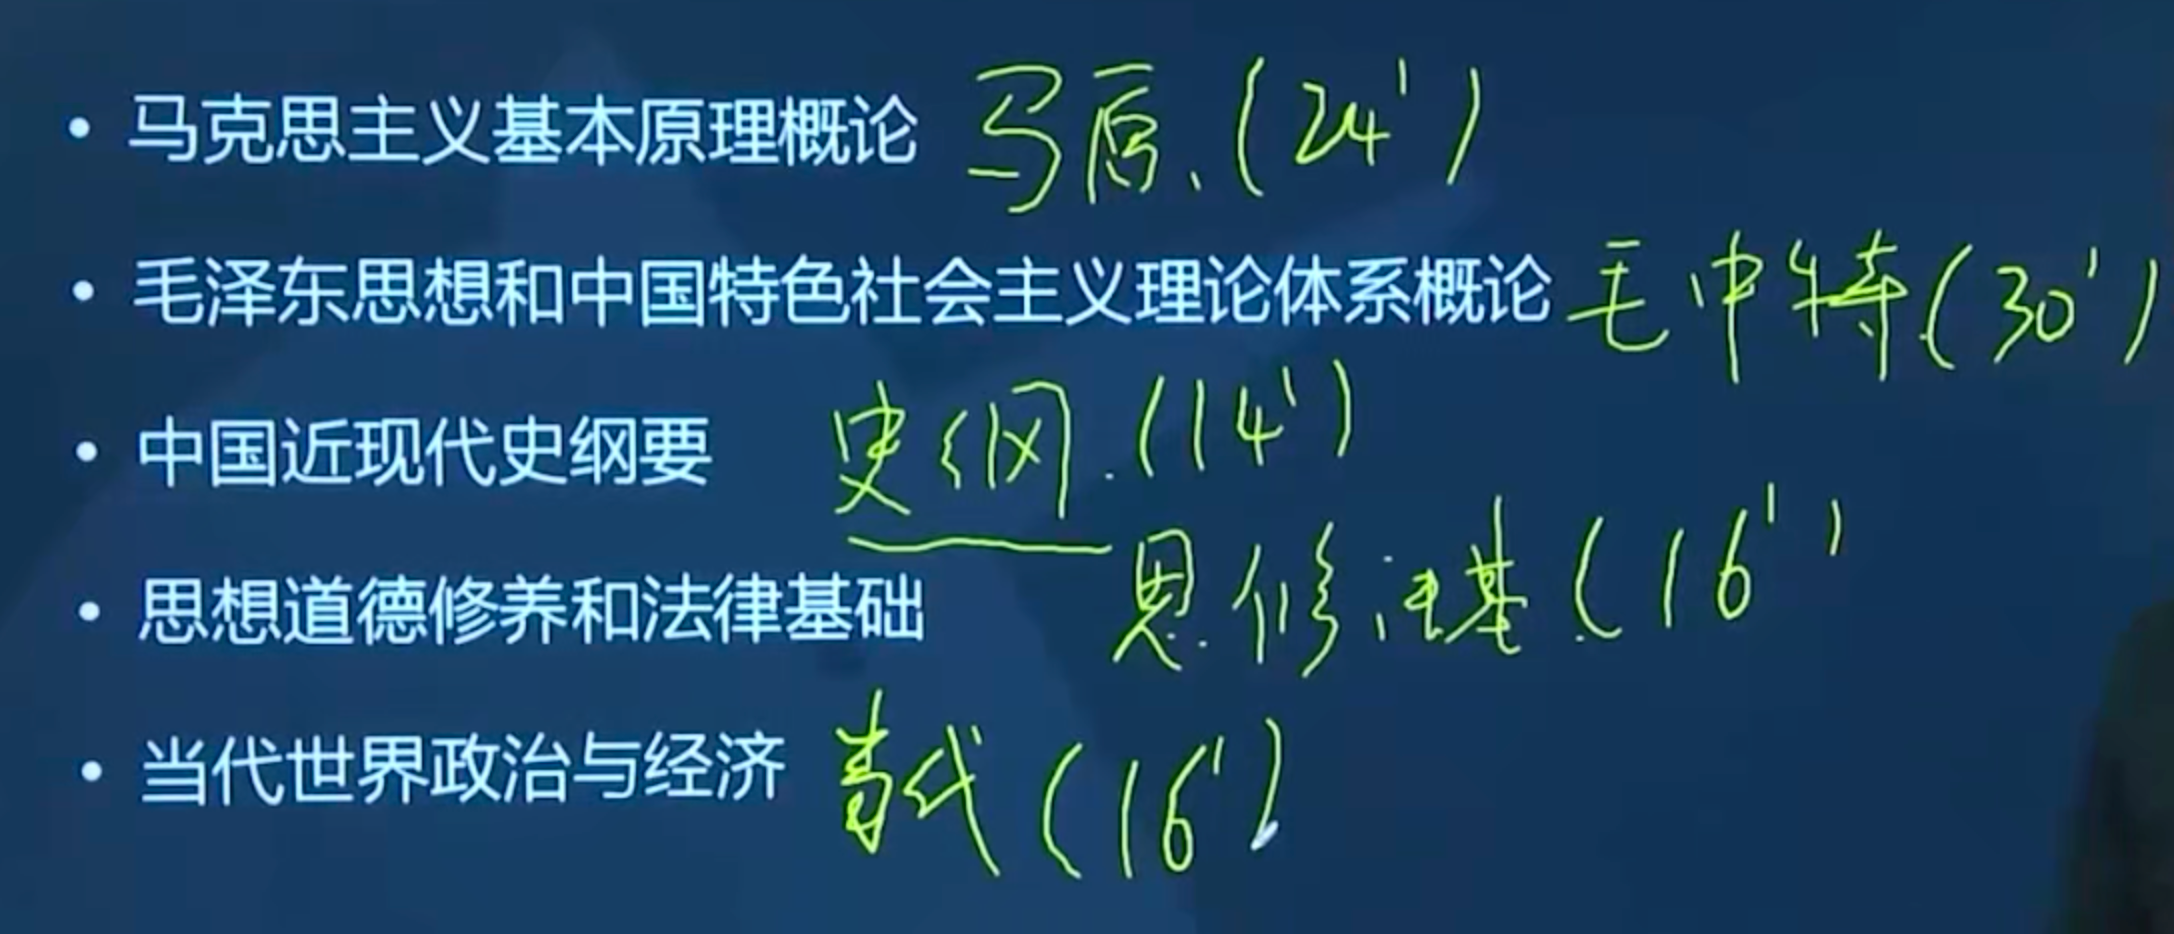 • 马克思主义基本原理概论 马原、(24')
• 毛泽东思想和中国特色社会主义理论体系概论 毛中特(30')
• 中国近现代史纲要 史纲.(14')
• 思想道德修养和法律基础 思修法基(16')
• 当代世界政治与经济 当代(16')